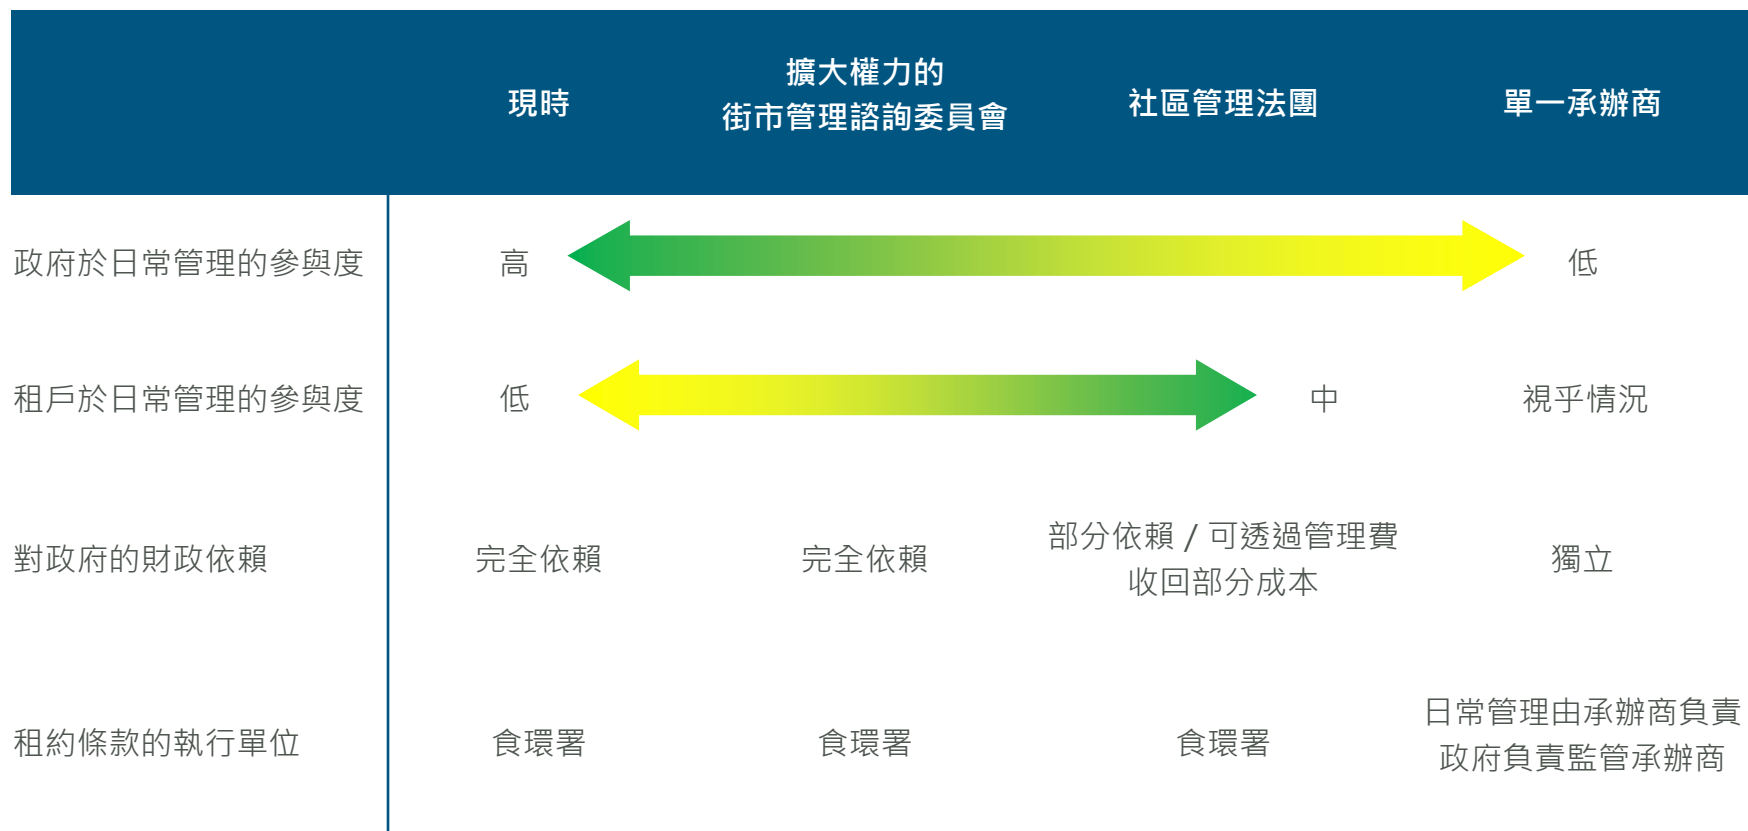 現時
擴大權力的
街市管理諮詢委員會
社區管理法團
單一承辦商
政府於日常管理的參與度
高
低
租戶於日常管理的參與度
低
中
視乎情況
對政府的財政依賴
完全依賴
完全依賴
部分依賴 / 可透過管理費
收回部分成本
獨立
租約條款的執行單位
食環署
食環署
食環署
日常管理由承辦商負責
政府負責監管承辦商